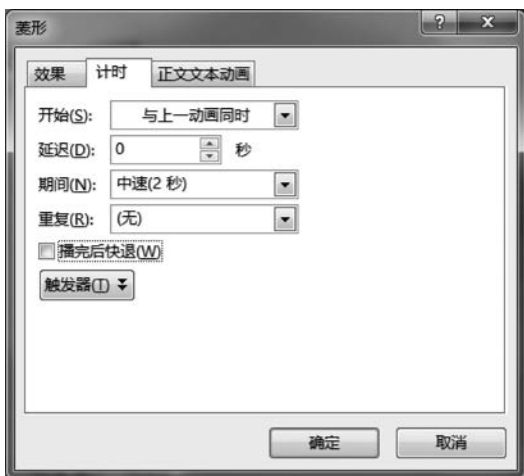 菱形
效果 计时 正文文本动画
开始(S): 与上一动画同时
延迟(D): 0 秒
期间(N): 中速(2 秒)
重复(R): (无)
播完后快退(W)
触发器(T)
确定 取消